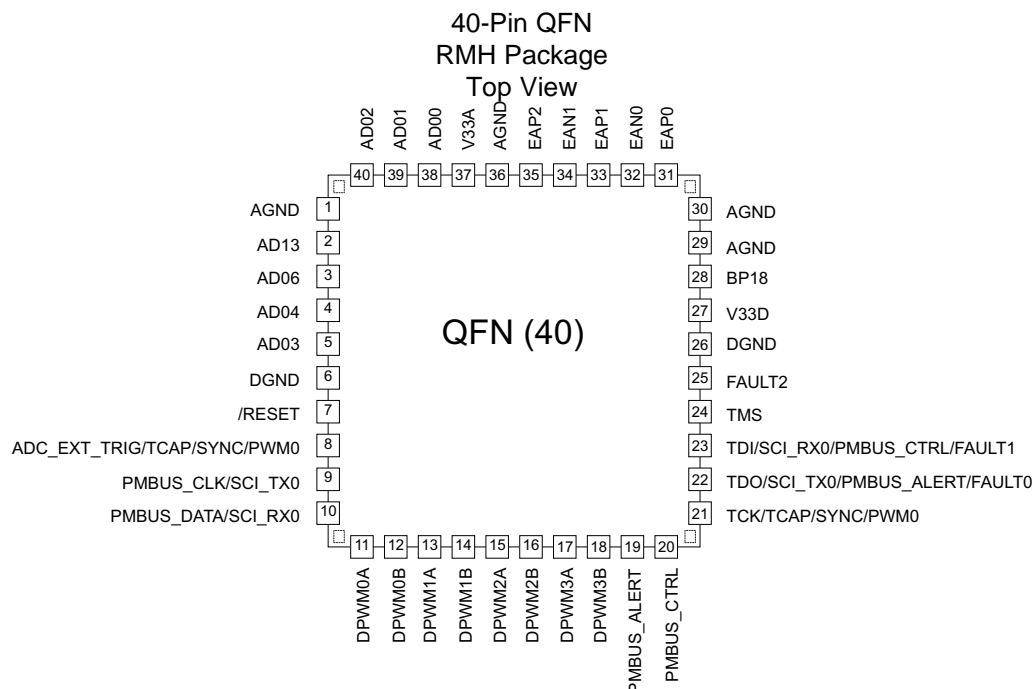 40-Pin QFN
RMH Package
Top View
AD02
AD01
AD00
V33A
AGND
EAP2
EAN1
EAP1
EAN0
EAP0
40
39
38
37
36
35
34
33
32
31
AGND 1
AD13 2
AD06 3
AD04 4
AD03 5
DGND 6
/RESET 7
ADC_EXT_TRIG/TCAP/SYNC/PWM0 8
PMBUS_CLK/SCI_TX0 9
PMBUS_DATA/SCI_RX0 10
QFN (40)
30 AGND
29 AGND
28 BP18
27 V33D
26 DGND
25 FAULT2
24 TMS
23 TDI/SCI_RX0/PMBUS_CTRL/FAULT1
22 TDO/SCI_TX0/PMBUS_ALERT/FAULT0
21 TCK/TCAP/SYNC/PWM0
11
12
13
14
15
16
17
18
19
20
DPWM0A
DPWM0B
DPWM1A
DPWM1B
DPWM2A
DPWM2B
DPWM3A
DPWM3B
PMBUS_ALERT
PMBUS_CTRL